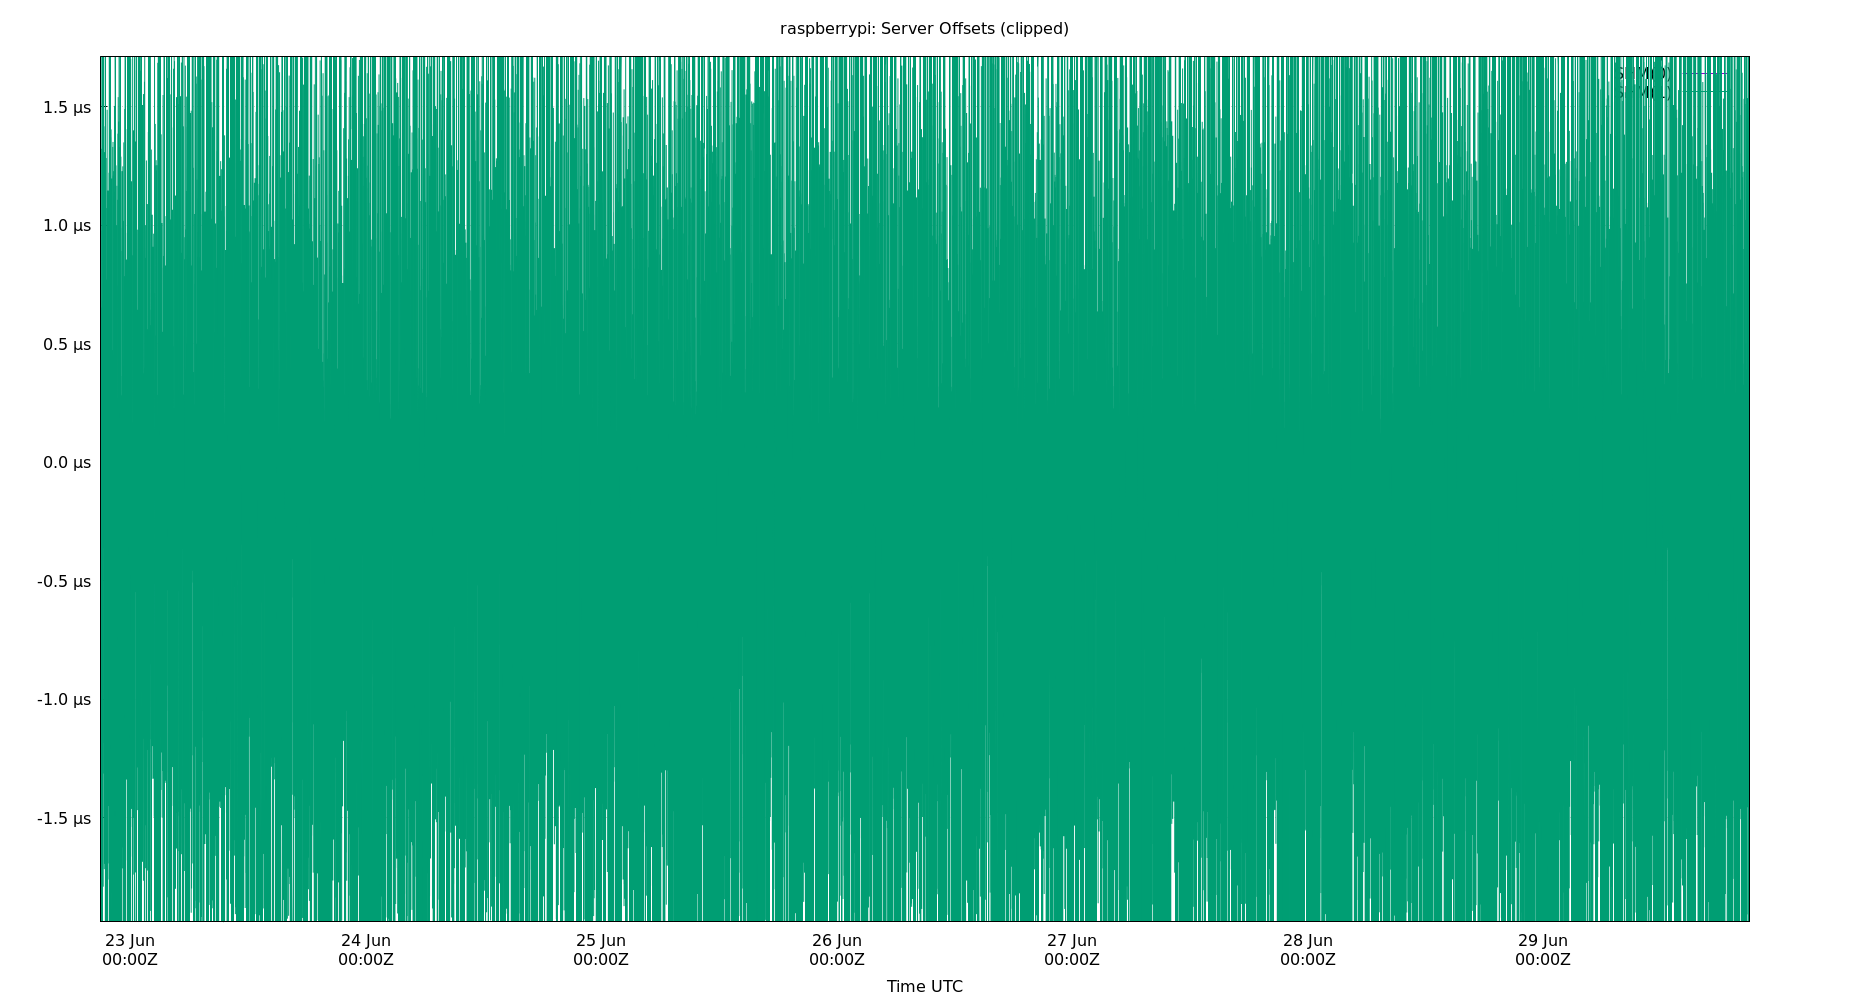 raspberrypi: Server Offsets (clipped)
1.5 µs
1.0 µs
0.5 µs
0.0 µs
-0.5 µs
-1.0 µs
-1.5 µs
23 Jun 24 Jun 25 Jun 26 Jun 27 Jun 28 Jun 29 Jun
00:00Z 00:00Z 00:00Z 00:00Z 00:00Z 00:00Z 00:00Z
Time UTC